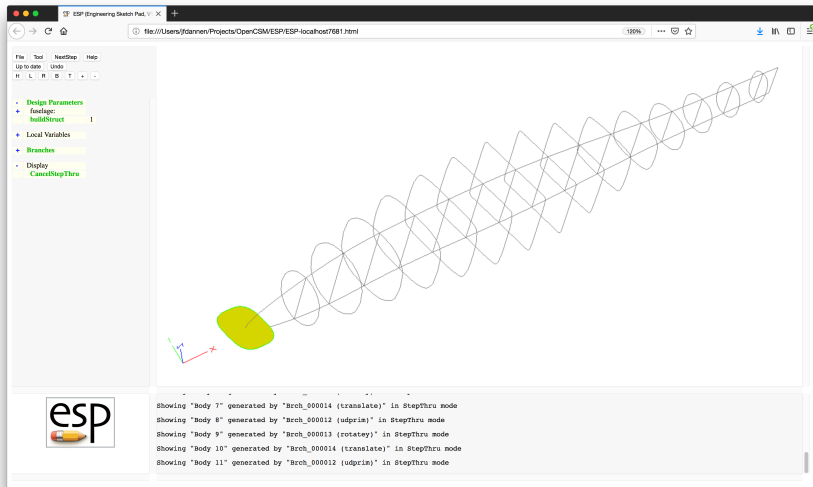 ESP (Engineering Sketch Pad, V
file:///Users/jfdannen/Projects/OpenCSM/ESP/ESP-localhost7681.html
120%
File Tool NextStep Help
Up to date Undo
H L R B T + -
- Design Parameters
+ fuselage:
buildStruct 1
+ Local Variables
+ Branches
- Display
CancelStepThru
X
esp
Showing "Body 7" generated by "Brch_000014 (translate)" in StepThru mode
Showing "Body 8" generated by "Brch_000012 (udprim)" in StepThru mode
Showing "Body 9" generated by "Brch_000013 (rotatey)" in StepThru mode
Showing "Body 10" generated by "Brch_000014 (translate)" in StepThru mode
Showing "Body 11" generated by "Brch_000012 (udprim)" in StepThru mode